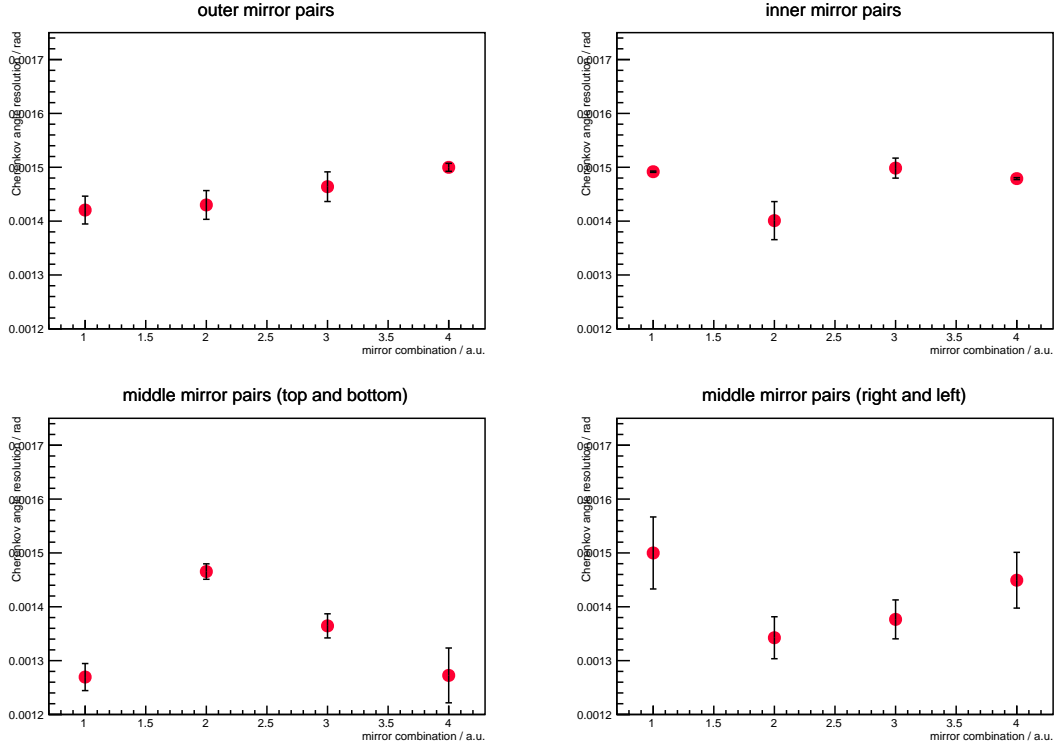 outer mirror pairs
Cherenkov angle resolution / rad
0.0017
0.0016
0.0015
0.0014
0.0013
0.0012
1 1.5 2 2.5 3 3.5 4
mirror combination / a.u.
inner mirror pairs
Cherenkov angle resolution / rad
0.0017
0.0016
0.0015
0.0014
0.0013
0.0012
1 1.5 2 2.5 3 3.5 4
mirror combination / a.u.
middle mirror pairs (top and bottom)
Cherenkov angle resolution / rad
0.0017
0.0016
0.0015
0.0014
0.0013
0.0012
1 1.5 2 2.5 3 3.5 4
mirror combination / a.u.
middle mirror pairs (right and left)
Cherenkov angle resolution / rad
0.0017
0.0016
0.0015
0.0014
0.0013
0.0012
1 1.5 2 2.5 3 3.5 4
mirror combination / a.u.